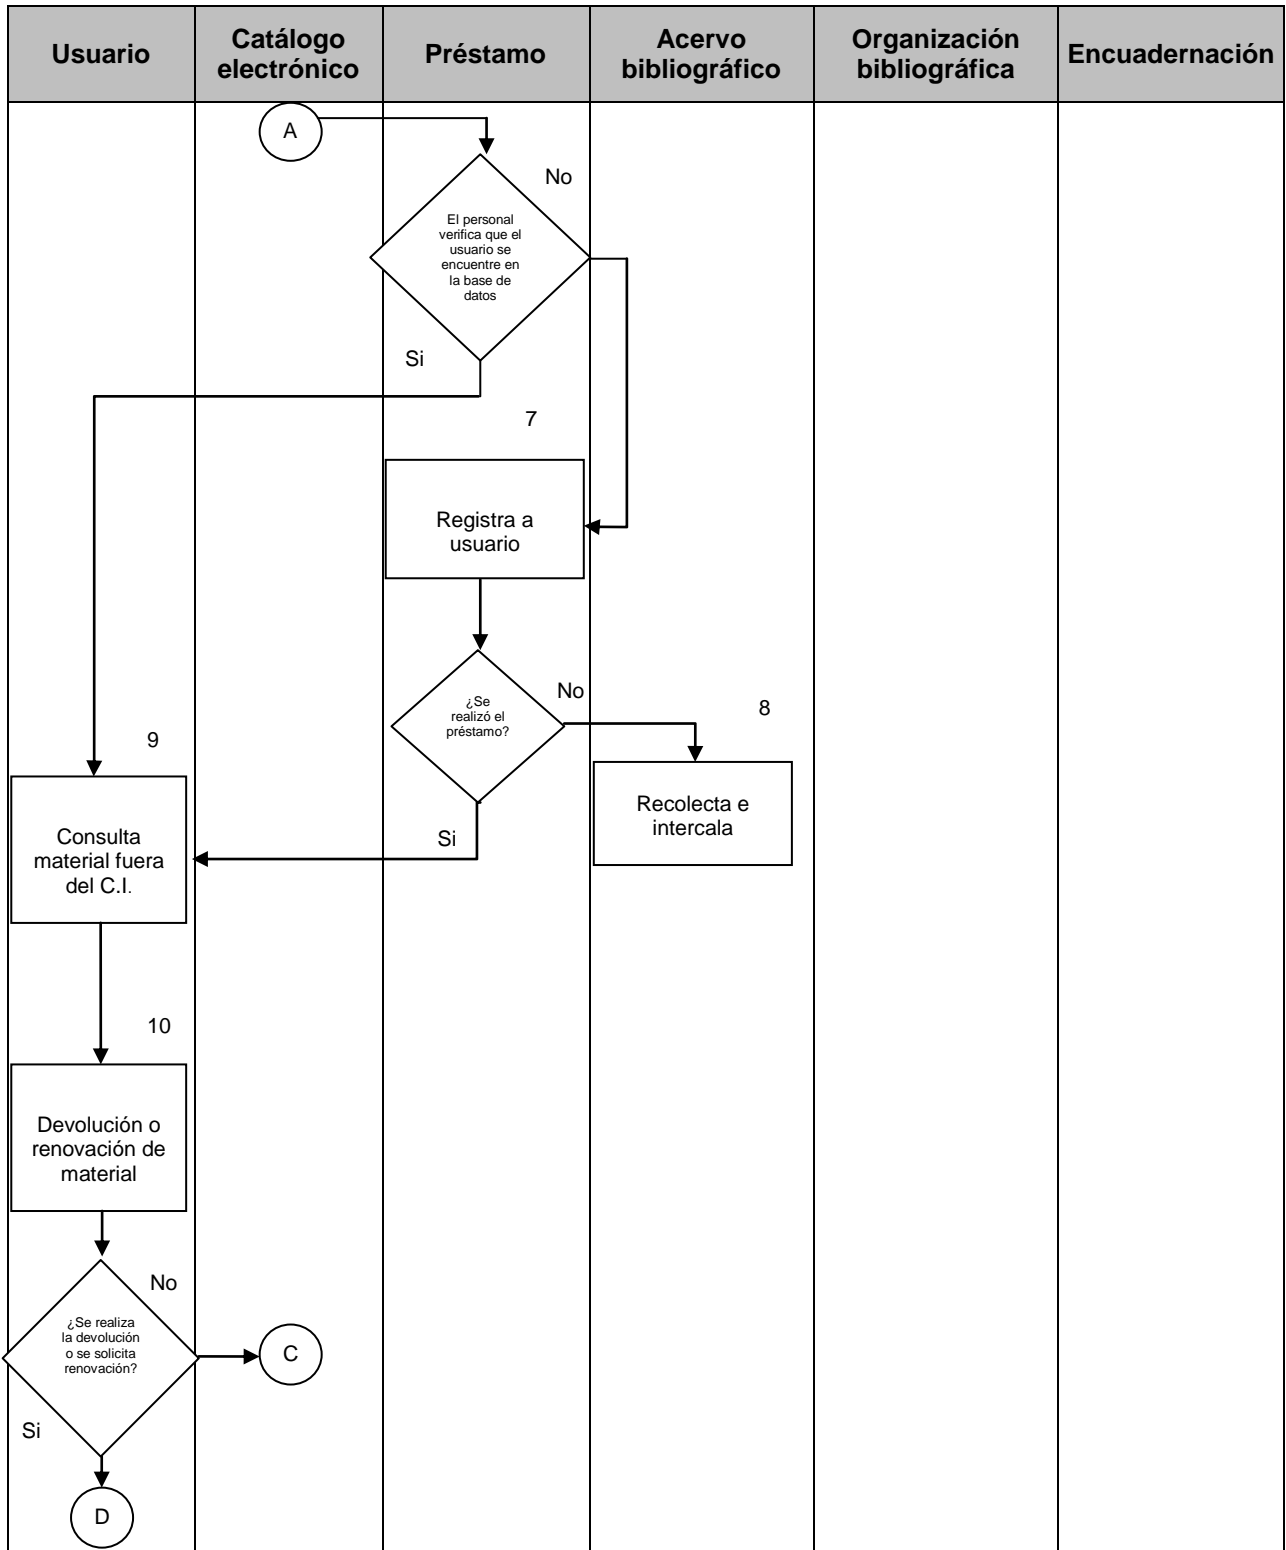 Usuario
Catálogo
electrónico
Préstamo
Acervo
bibliográfico
Organización
bibliográfica
Encuadernación
A
No
El personal
verifica que el
usuario se
encuentre en
la base de
datos
Si
7
Registra a
usuario
¿Se
realizó el
préstamo?
No
8
Recolecta e
intercala
Si
9
Consulta
material fuera
del C.I.
10
Devolución o
renovación de
material
No
¿Se realiza
la devolución
o se solicita
renovación?
C
Si
D